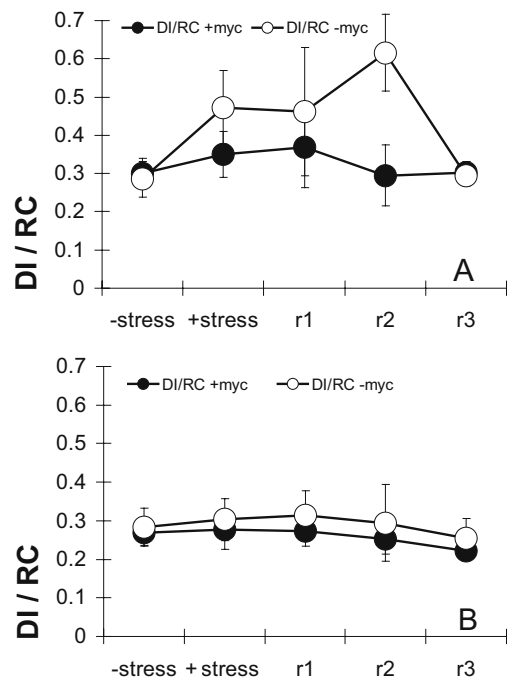 0.7
DI/RC +myc DI/RC -myc
0.6
0.5
0.4
0.3
0.2
0.1
0
DI / RC
A
-stress +stress r1 r2 r3
0.7
DI/RC +myc DI/RC -myc
0.6
0.5
0.4
0.3
0.2
0.1
0
DI / RC
B
-stress + stress r1 r2 r3